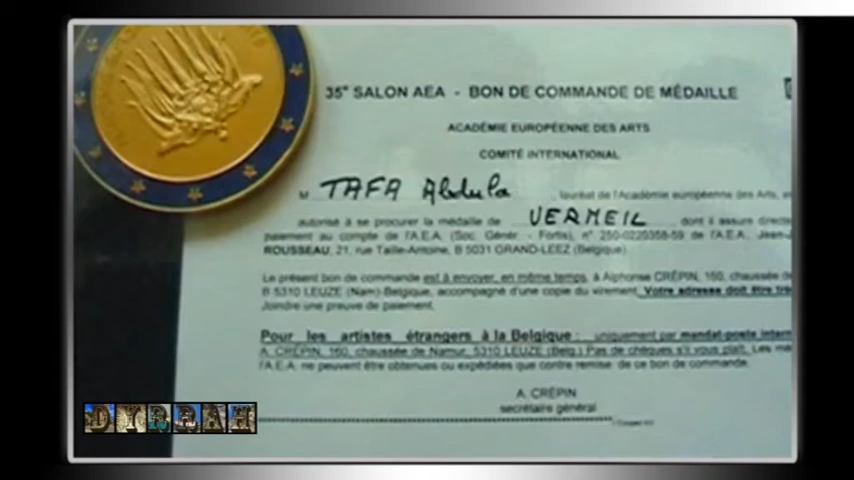 35e SALON AEA - BON DE COMMANDE DE MÉDAILLE
ACADÉMIE EUROPÉENNE DES ARTS
COMITÉ INTERNATIONAL
M TAFA Abdula, lauréat de l'Académie européenne des Arts, e
autorisé à se procurer la médaille de VERMEIL dont il assure directe
paiement au compte de l'A.E.A. (Soc. Génér. - Fortis), n° 250-0220358-59 de l'A.E.A., Jean-J
ROUSSEAU, 21, rue Taille-Antoine, B 5031 GRAND-LEEZ (Belgique)
Le présent bon de commande est à envoyer, en même temps, à Alphonse CRÉPIN, 160, chaussée de
B 5310 LEUZE (Nam)-Belgique, accompagné d'une copie du virement. Votre adresse doit être trè
Joindre une preuve de paiement.
Pour les artistes étrangers à la Belgique : uniquement par mandat-poste intern
A. CRÉPIN, 160, chaussée de Namur, 5310 LEUZE (Belg.) Pas de chèques s'il vous plaît. Les mé
l'A.E.A. ne peuvent être obtenues ou expédiées que contre remise de ce bon de commande.
A. CRÉPIN
secrétaire général
DYRRAH